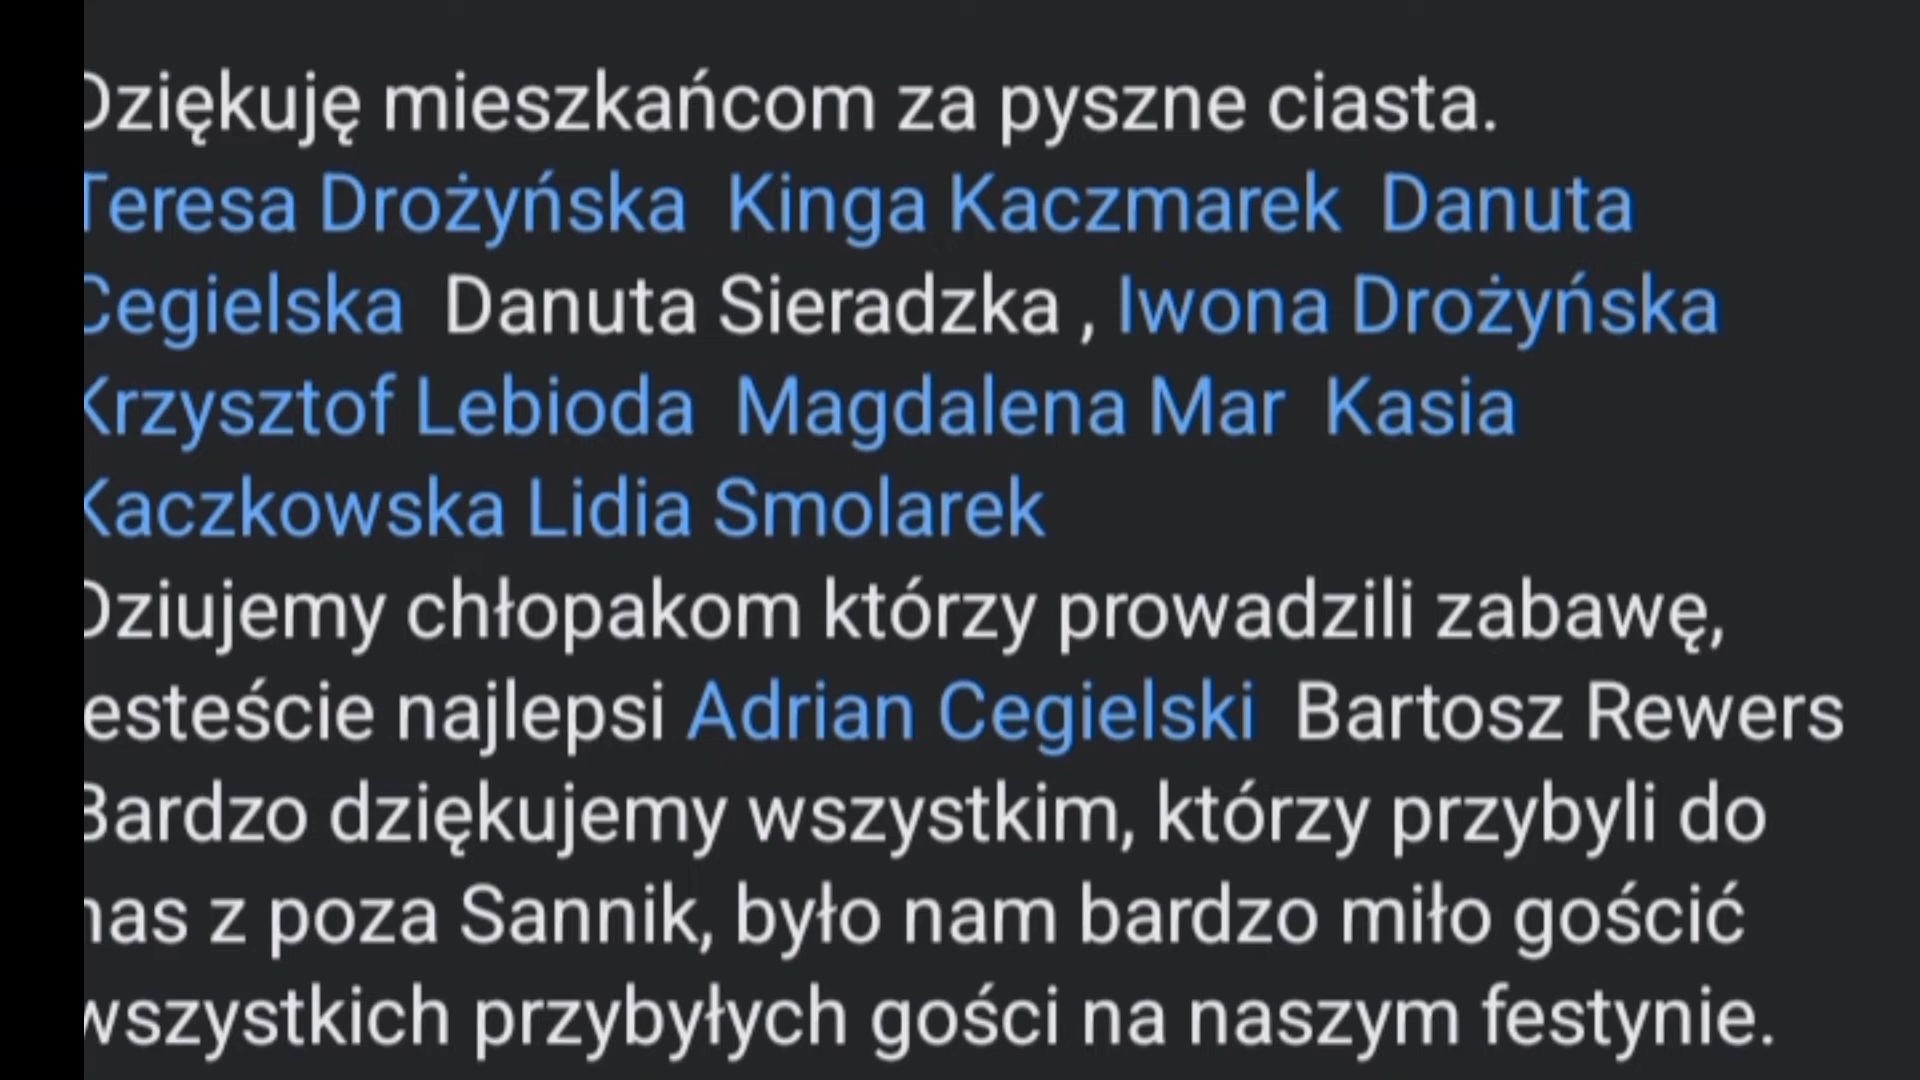 Dziękuję mieszkańcom za pyszne ciasta.
Teresa Drożyńska Kinga Kaczmarek Danuta
Cegielska Danuta Sieradzka , Iwona Drożyńska
Krzysztof Lebioda Magdalena Mar Kasia
Kaczkowska Lidia Smolarek
Dziujemy chłopakom którzy prowadzili zabawę,
esteście najlepsi Adrian Cegielski Bartosz Rewers
Bardzo dziękujemy wszystkim, którzy przybyli do
nas z poza Sannik, było nam bardzo miło gościć
wszystkich przybyłych gości na naszym festynie.